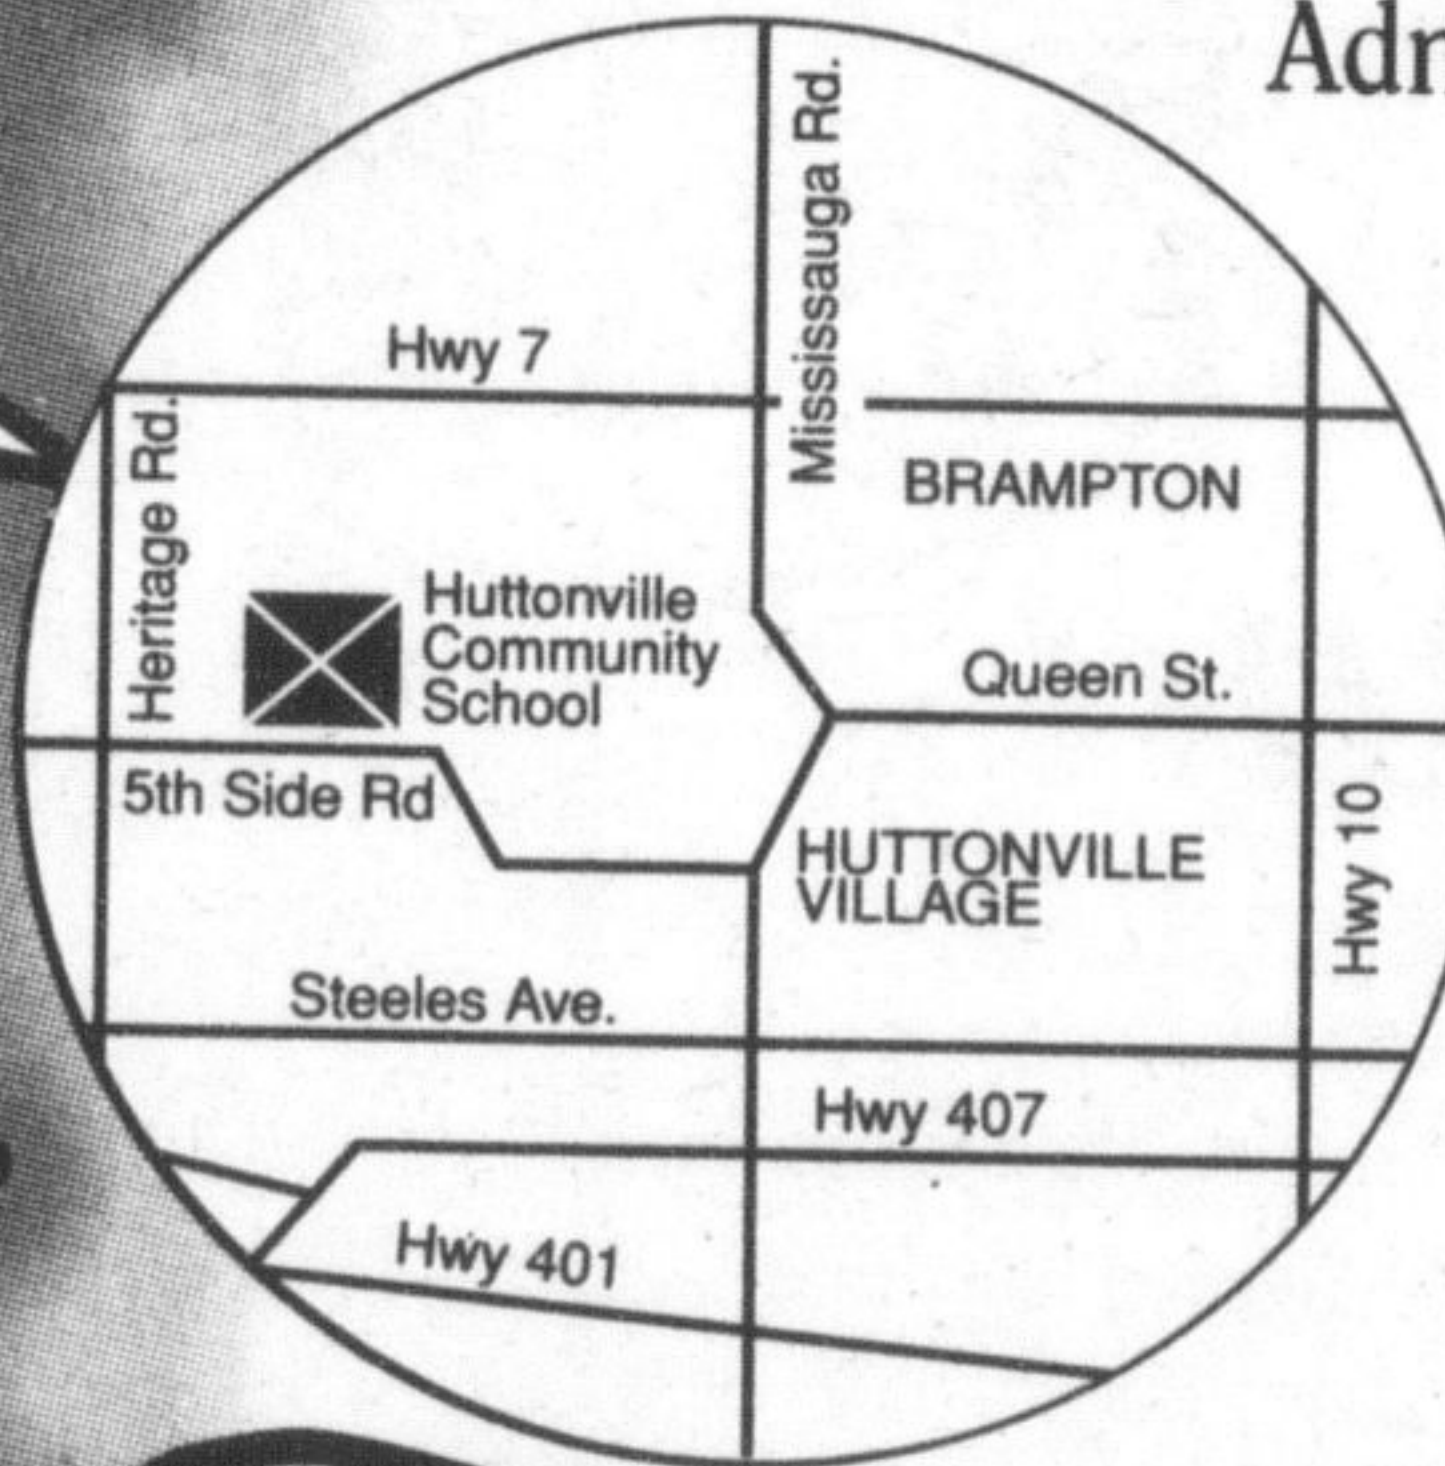 Adm
Mississauga Rd.
Hwy 7
Heritage Rd.
BRAMPTON
Huttonville
Community
School
Queen St.
5th Side Rd
HUTTONVILLE
VILLAGE
Hwy 10
Steeles Ave.
Hwy 407
Hwy 401